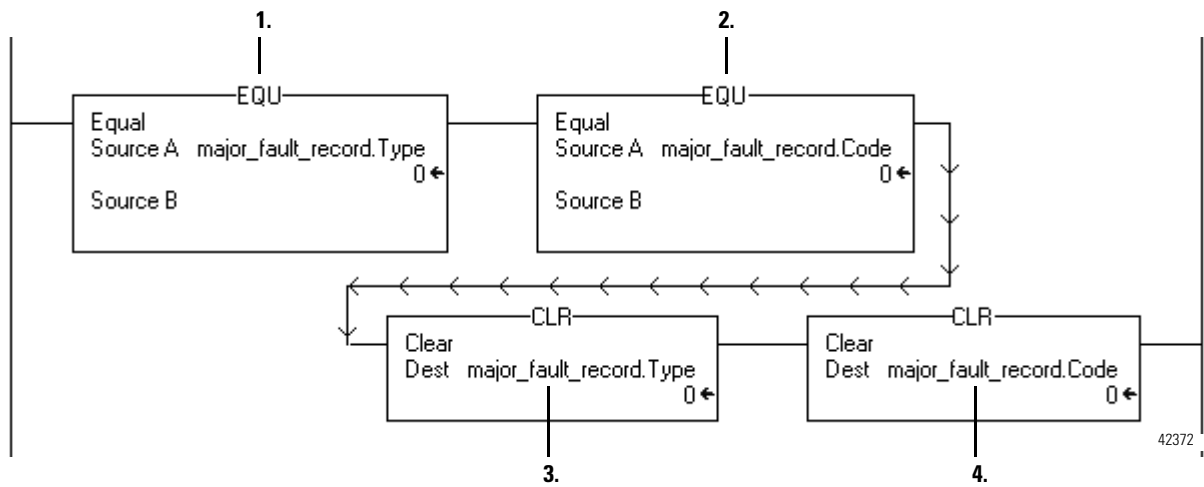 1. 2.
EQU EQU
Equal Equal
Source A major_fault_record.Type Source A major_fault_record.Code
0← 0←
Source B Source B
CLR CLR
Clear Clear
Dest major_fault_record.Type Dest major_fault_record.Code
0← 0←
42372
3. 4.